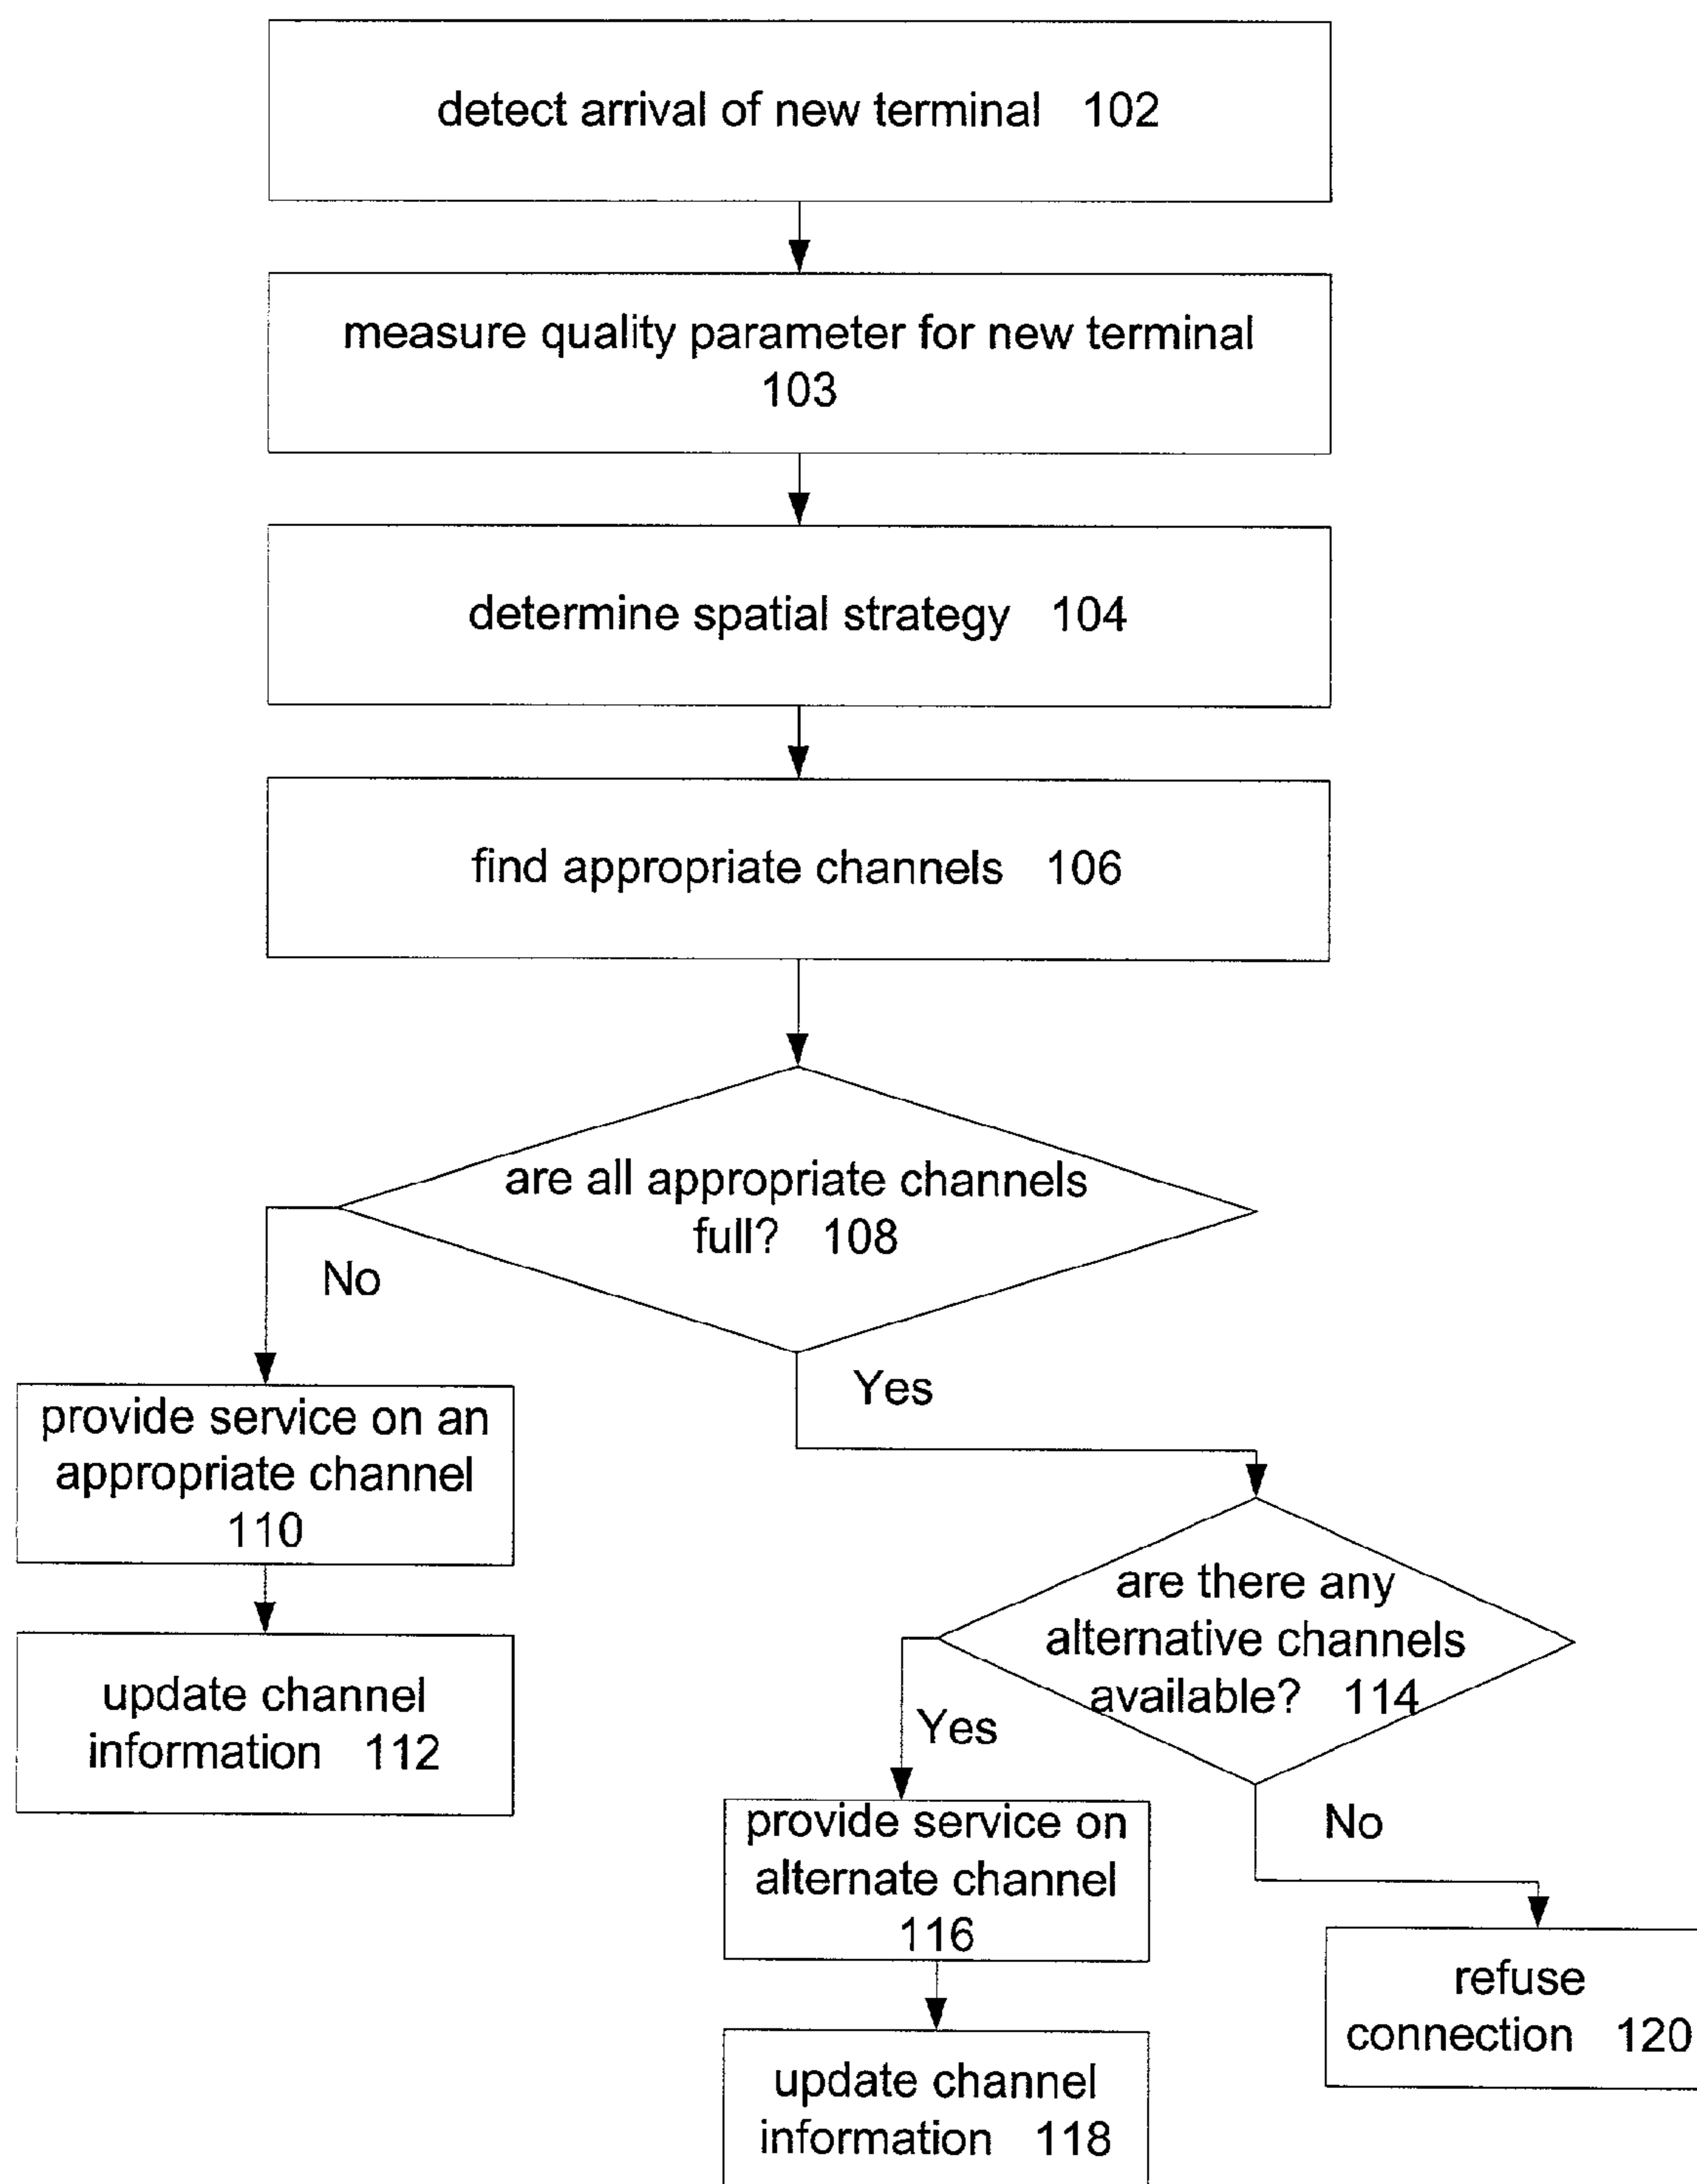 detect arrival of new terminal 102
measure quality parameter for new terminal
103
determine spatial strategy 104
find appropriate channels 106
are all appropriate channels
full? 108
No
Yes
provide service on an
appropriate channel
110
update channel
information 112
are there any
alternative channels
available? 114
Yes
No
provide service on
alternate channel
116
update channel
information 118
refuse
connection 120